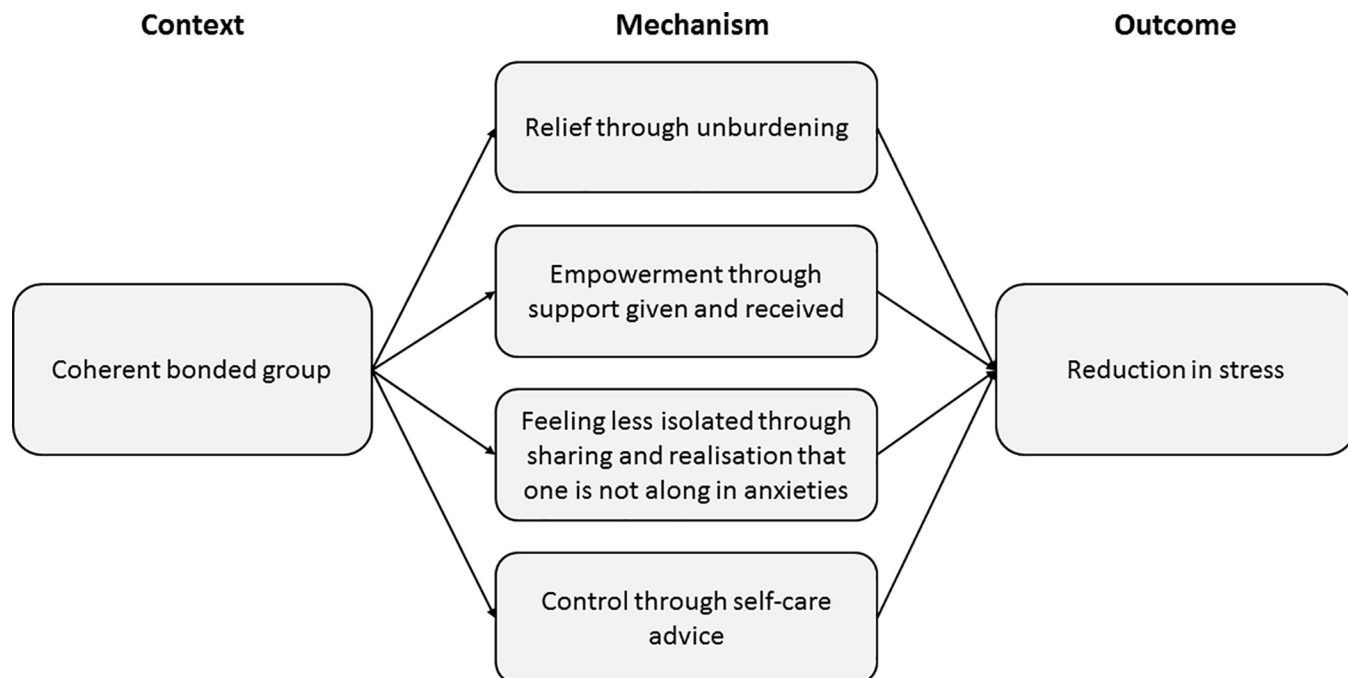 Context
Mechanism
Outcome
Relief through unburdening
Empowerment through
support given and received
Coherent bonded group
Reduction in stress
Feeling less isolated through
sharing and realisation that
one is not along in anxieties
Control through self-care
advice